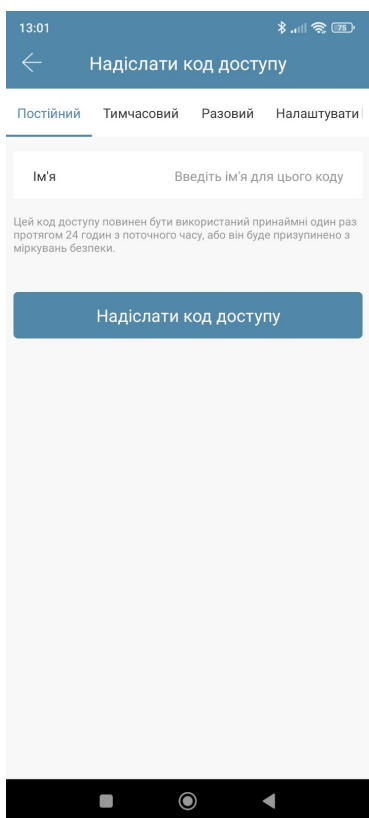 13:01
75
Надіслати код доступу
Постійний Тимчасовий Разовий Налаштувати
Ім'я Введіть ім'я для цього коду
Цей код доступу повинен бути використаний принаймні один раз
протягом 24 годин з поточного часу, або він буде призупинено з
міркувань безпеки.
Надіслати код доступу